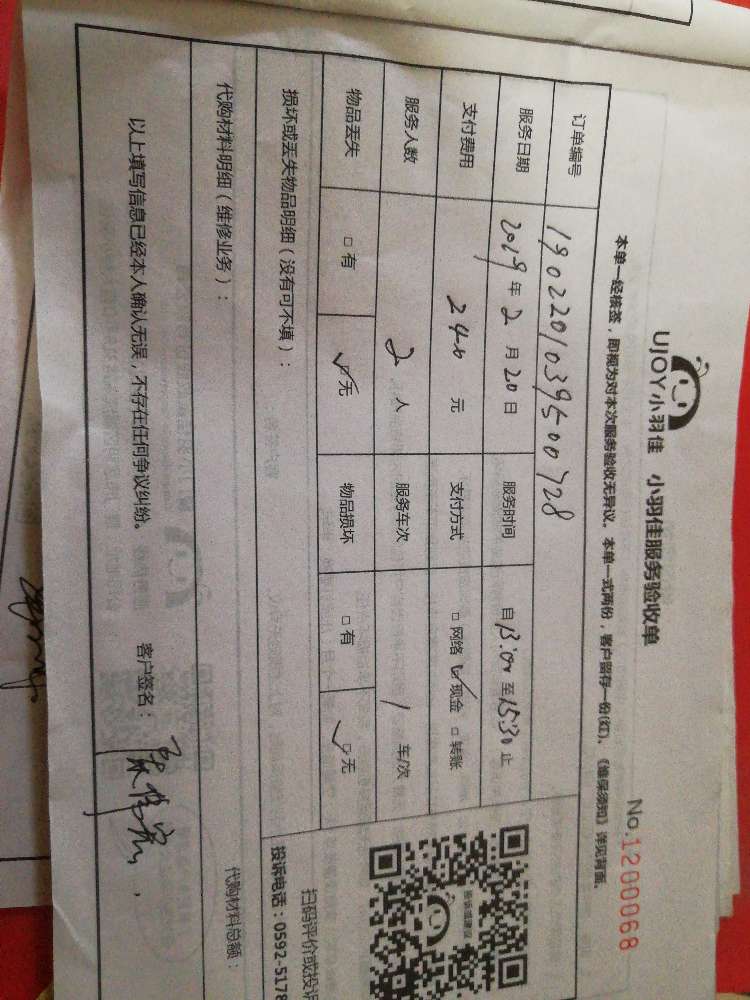 UJOY小羽佳 小羽佳服务验收单
No.1200068
本单一经核签，即视为对本次服务验收无异议。本单一式两份，客户留存一份(红)、《维保须知》详见背面。
订单编号 1902201039500728
服务日期 2019年2月20日 服务时间 自13:00至15:30止
支付费用 240元 支付方式 □网络 ☑现金 □转账
服务人数 2人 服务车次 1车/次
物品丢失 □有 ☑无 物品损坏 □有 ☑无
损坏或丢失物品明细（没有可不填）：
扫码评价或投诉
投诉电话：0592-5178
代购材料明细（维修业务）：
代购材料总额：
以上填写信息已经本人确认无误，不存在任何争议纠纷。
客户签名：